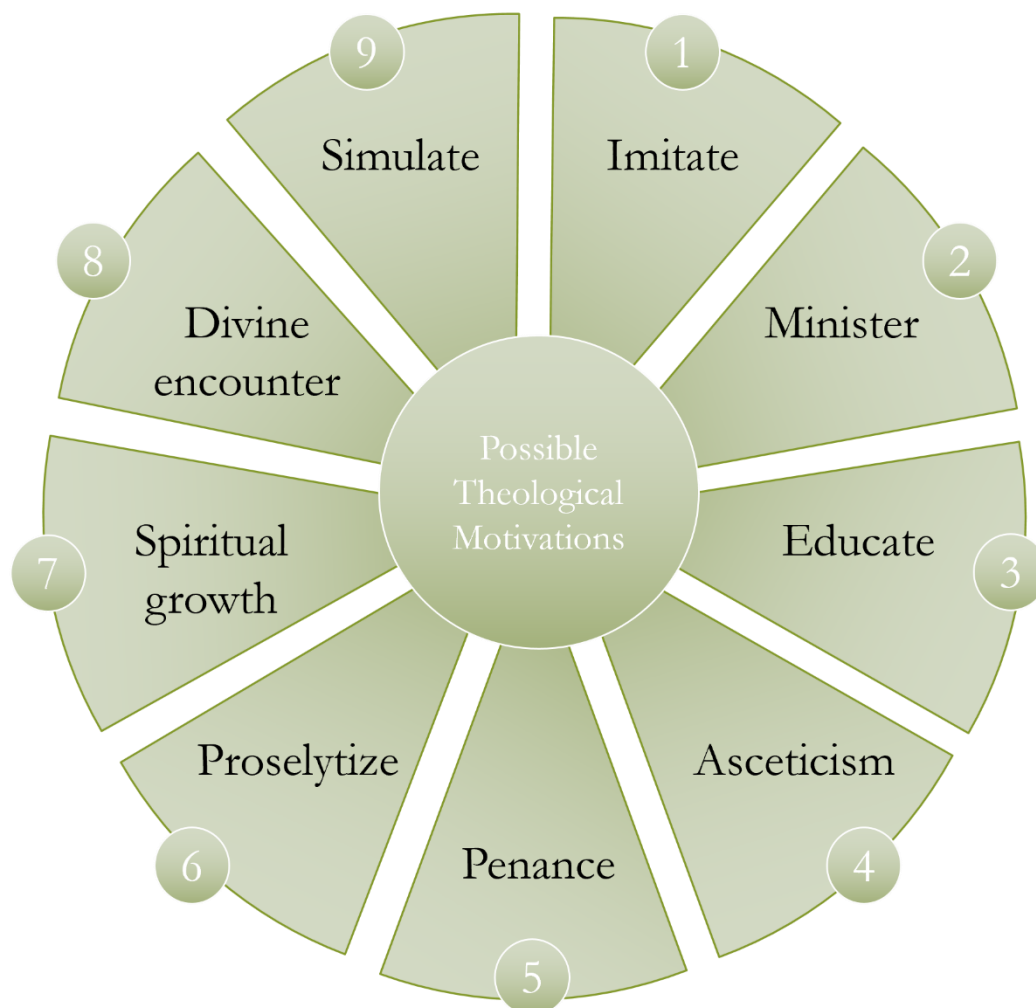 Possible
Theological
Motivations
1
Imitate
2
Minister
3
Educate
4
Asceticism
5
Penance
6
Proselytize
7
Spiritual
growth
8
Divine
encounter
9
Simulate